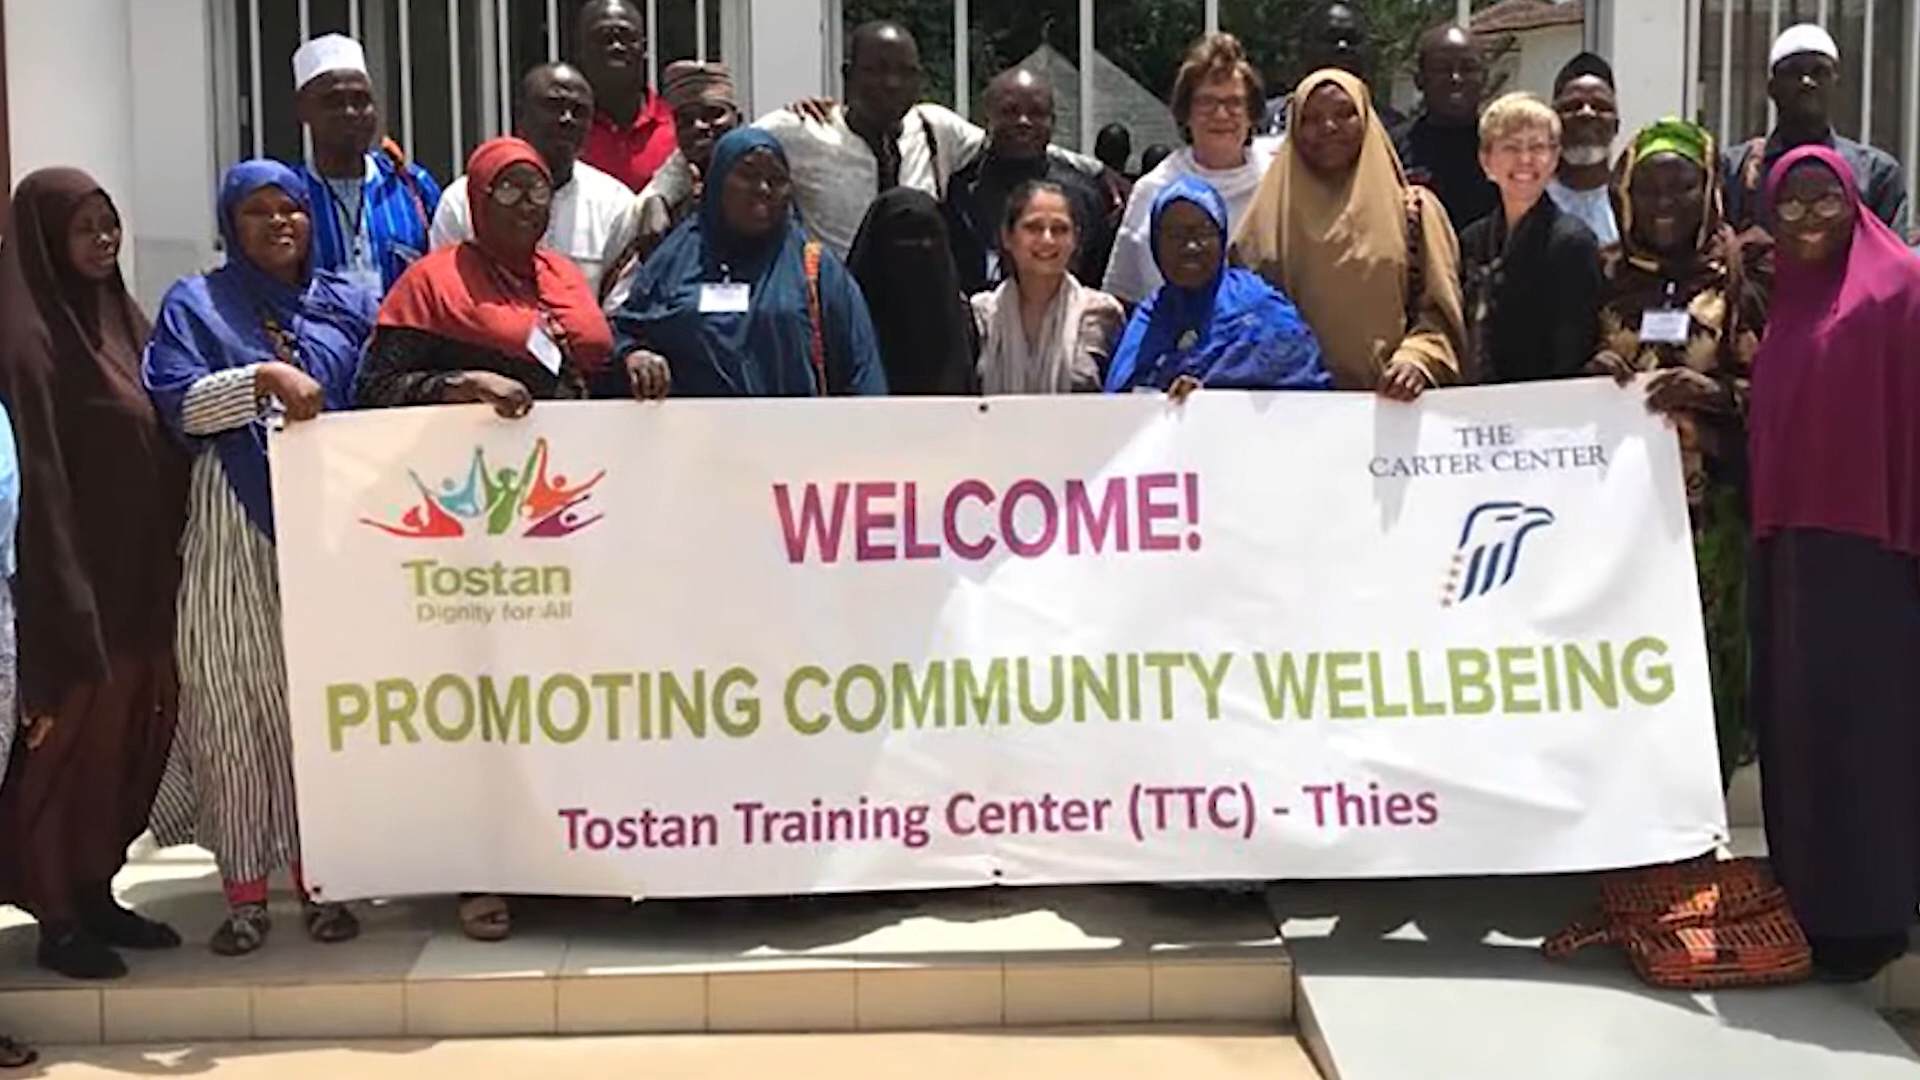 WELCOME!
THE
CARTER CENTER
Tostan
Dignity for All
PROMOTING COMMUNITY WELLBEING
Tostan Training Center (TTC) - Thies